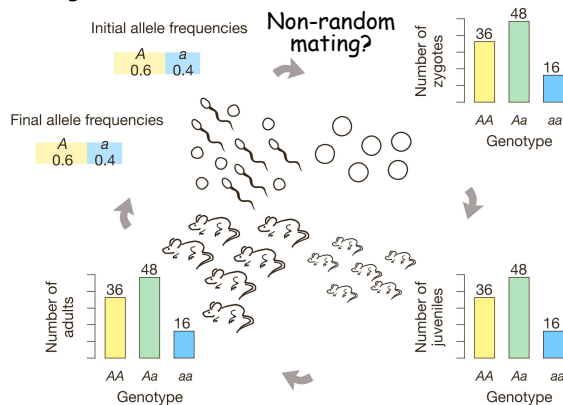 Initial allele frequencies
A a
0.6 0.4
Non-random
mating?
Number of
zygotes
36 48 16
AA Aa aa
Genotype
Final allele frequencies
A a
0.6 0.4
Number of
adults
36 48 16
AA Aa aa
Genotype
Number of
juveniles
36 48 16
AA Aa aa
Genotype